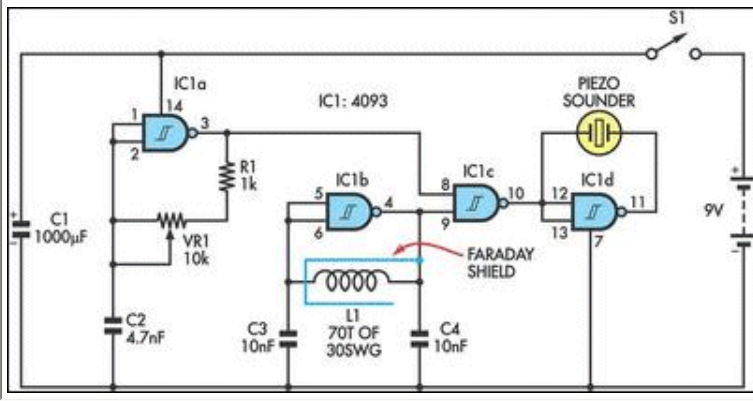 S1
IC1a
IC1: 4093
PIEZO
SOUNDER
14
1
2
3
R1
1k
IC1b
IC1c
IC1d
5
6
4
8
9
10
12
13
11
7
+
C1
1000µF
−
VR1
10k
FARADAY
SHIELD
+
9V
−
L1
70T OF
30SWG
C2
4.7nF
C3
10nF
C4
10nF